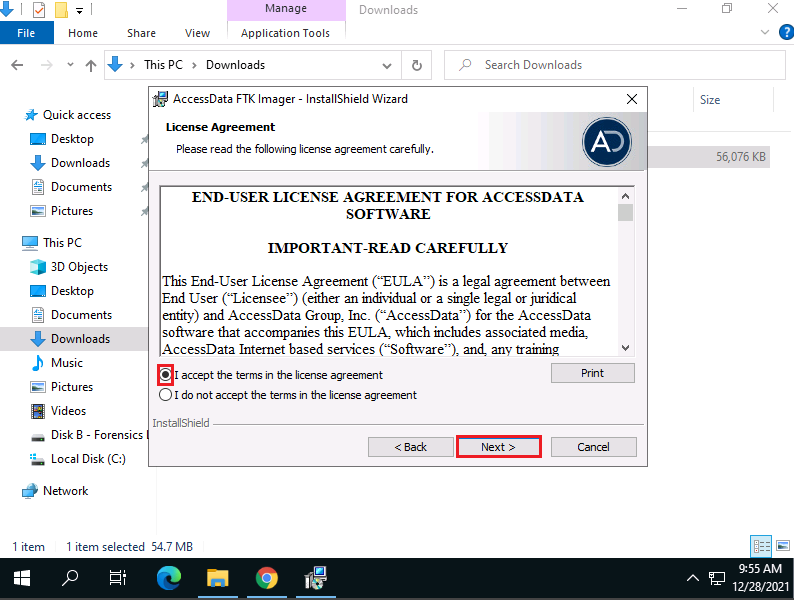 Manage
Downloads
File
Home
Share
View
Application Tools
This PC
Downloads
Search Downloads
Quick access
Desktop
Downloads
Documents
Pictures
This PC
3D Objects
Desktop
Documents
Downloads
Music
Pictures
Videos
Disk B - Forensics
Local Disk (C:)
Network
Size
56,076 KB
AccessData FTK Imager - InstallShield Wizard
License Agreement
Please read the following license agreement carefully.
AD
END-USER LICENSE AGREEMENT FOR ACCESSDATA
SOFTWARE
IMPORTANT-READ CAREFULLY
This End-User License Agreement (“EULA”) is a legal agreement between
End User (“Licensee”) (either an individual or a single legal or juridical
entity) and AccessData Group, Inc. (“AccessData”) for the AccessData
software that accompanies this EULA, which includes associated media,
AccessData Internet based services (“Software”), and, any training
I accept the terms in the license agreement
Print
I do not accept the terms in the license agreement
InstallShield
< Back
Next >
Cancel
1 item
1 item selected 54.7 MB
9:55 AM
12/28/2021